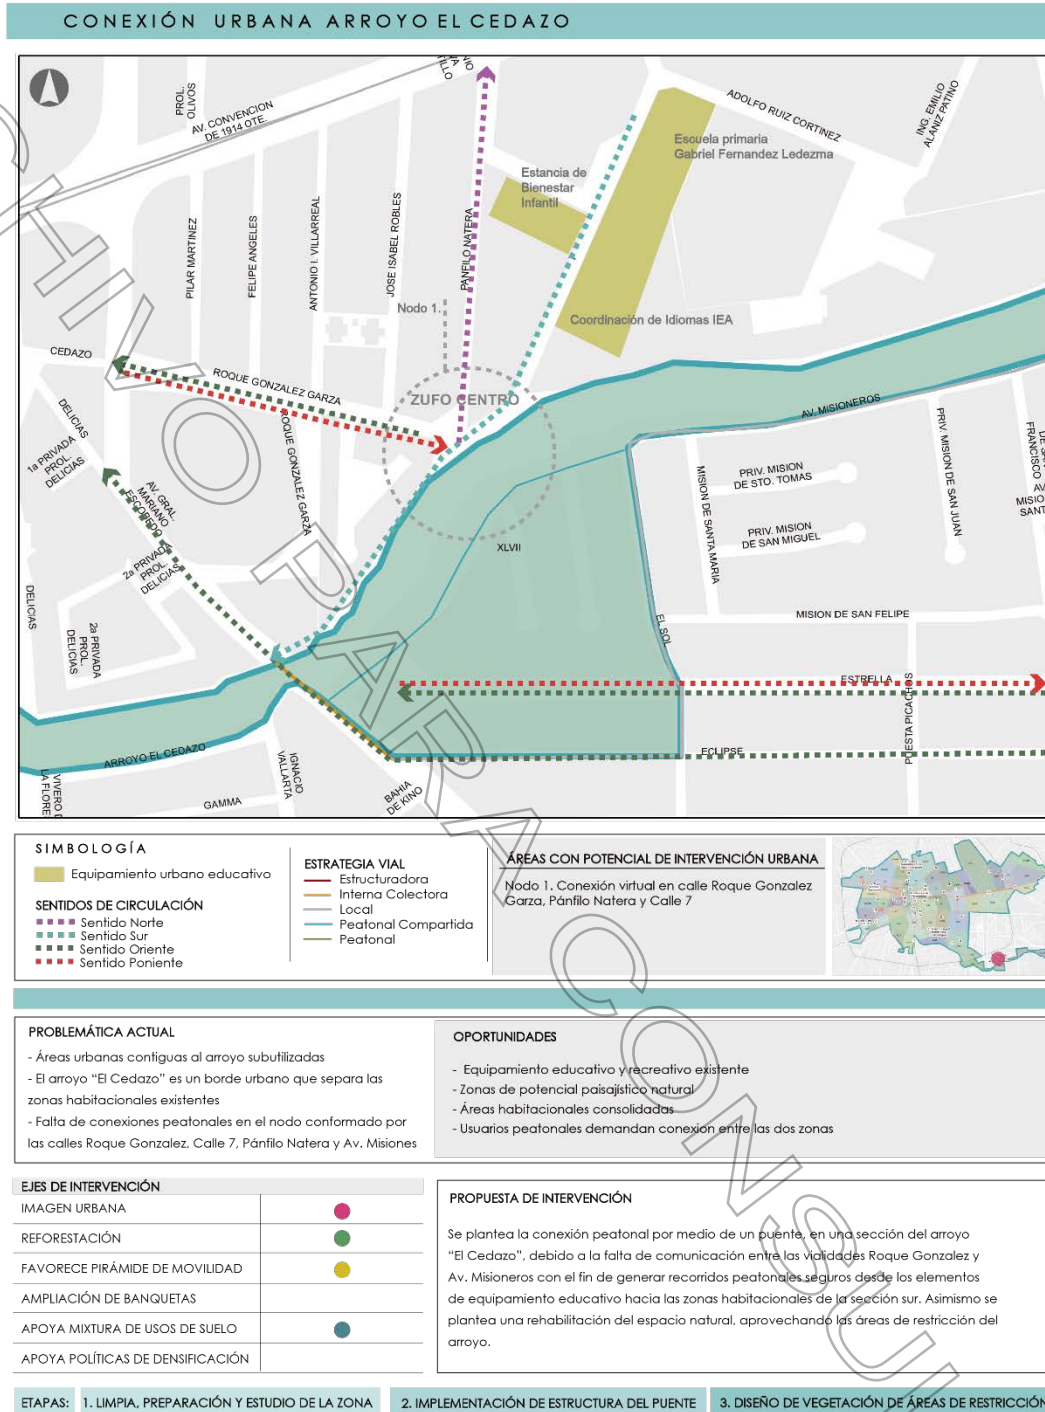 CONEXIÓN URBANA ARROYO EL CEDAZO
PROL. OLIVOS
AV. CONVENCION
DE 1914 OTE.
ADOLFO RUIZ CORTINEZ
ING. EMILIO
ALANIZ PATINO
Escuela primaria
Gabriel Fernandez Ledezma
Estancia de
Bienestar
Infantil
PILAR MARTINEZ
FELIPE ANGELES
ANTONIO I. VILLARREAL
JOSE ISABEL ROBLES
PANFILO NATERA
Nodo 1.
Coordinación de Idiomas IEA
CEDAZO
ROQUE GONZALEZ GARZA
ZUFO CENTRO
AV. MISIONEROS
DELICIAS
1a PRIVADA
PROL.
DELICIAS
ROQUE GONZALEZ GARZA
AV. GRAL.
MARIANO
ESCOBEDO
2a PRIVADA
PROL.
DELICIAS
PRIV. MISION
DE STO. TOMAS
PRIV. MISION
DE SAN MIGUEL
MISION DE SANTA MARIA
PRIV. MISION DE SAN JUAN
FRANCISCO
XLVII
DELICIAS
2a PRIVADA
PROL.
DELICIAS
EL SOL
MISION DE SAN FELIPE
ESTRELLA
PUESTA PICACHOS
ECLIPSE
ARROYO EL CEDAZO
IGNACIO
VALLARTA
BAHIA
DE KINO
GAMMA
SIMBOLOGÍA
Equipamiento urbano educativo
SENTIDOS DE CIRCULACIÓN
Sentido Norte
Sentido Sur
Sentido Oriente
Sentido Poniente
ESTRATEGIA VIAL
Estructuradora
Interna Colectora
Local
Peatonal Compartida
Peatonal
ÁREAS CON POTENCIAL DE INTERVENCIÓN URBANA
Nodo 1. Conexión virtual en calle Roque Gonzalez
Garza, Pánfilo Natera y Calle 7
PROBLEMÁTICA ACTUAL
- Áreas urbanas contiguas al arroyo subutilizadas
- El arroyo “El Cedazo” es un borde urbano que separa las
zonas habitacionales existentes
- Falta de conexiones peatonales en el nodo conformado por
las calles Roque Gonzalez, Calle 7, Pánfilo Natera y Av. Misiones
OPORTUNIDADES
- Equipamiento educativo y recreativo existente
- Zonas de potencial paisajístico natural
- Áreas habitacionales consolidadas
- Usuarios peatonales demandan conexion entre las dos zonas
EJES DE INTERVENCIÓN
IMAGEN URBANA
REFORESTACIÓN
FAVORECE PIRÁMIDE DE MOVILIDAD
AMPLIACIÓN DE BANQUETAS
APOYA MIXTURA DE USOS DE SUELO
APOYA POLÍTICAS DE DENSIFICACIÓN
PROPUESTA DE INTERVENCIÓN
Se plantea la conexión peatonal por medio de un puente, en una sección del arroyo
“El Cedazo”, debido a la falta de comunicación entre las vialidades Roque Gonzalez y
Av. Misioneros con el fin de generar recorridos peatonales seguros desde los elementos
de equipamiento educativo hacia las zonas habitacionales de la sección sur. Asimismo se
plantea una rehabilitación del espacio natural, aprovechando las áreas de restricción del
arroyo.
ETAPAS: 1. LIMPIA, PREPARACIÓN Y ESTUDIO DE LA ZONA 2. IMPLEMENTACIÓN DE ESTRUCTURA DEL PUENTE 3. DISEÑO DE VEGETACIÓN DE ÁREAS DE RESTRICCIÓN
CHIVO PARA CONSUL